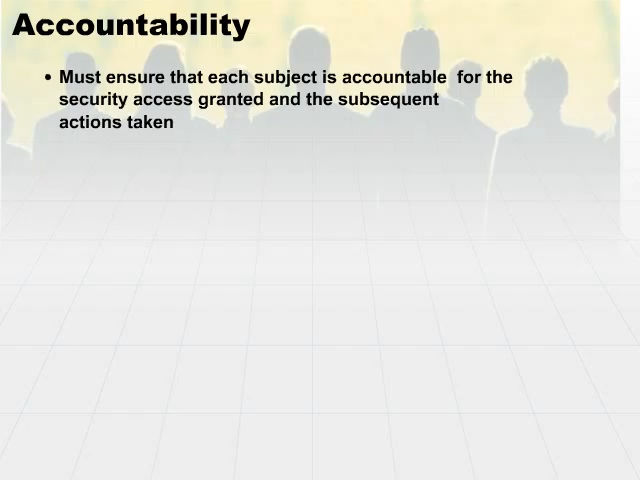 Accountability
• Must ensure that each subject is accountable  for the
security access granted and the subsequent
actions taken